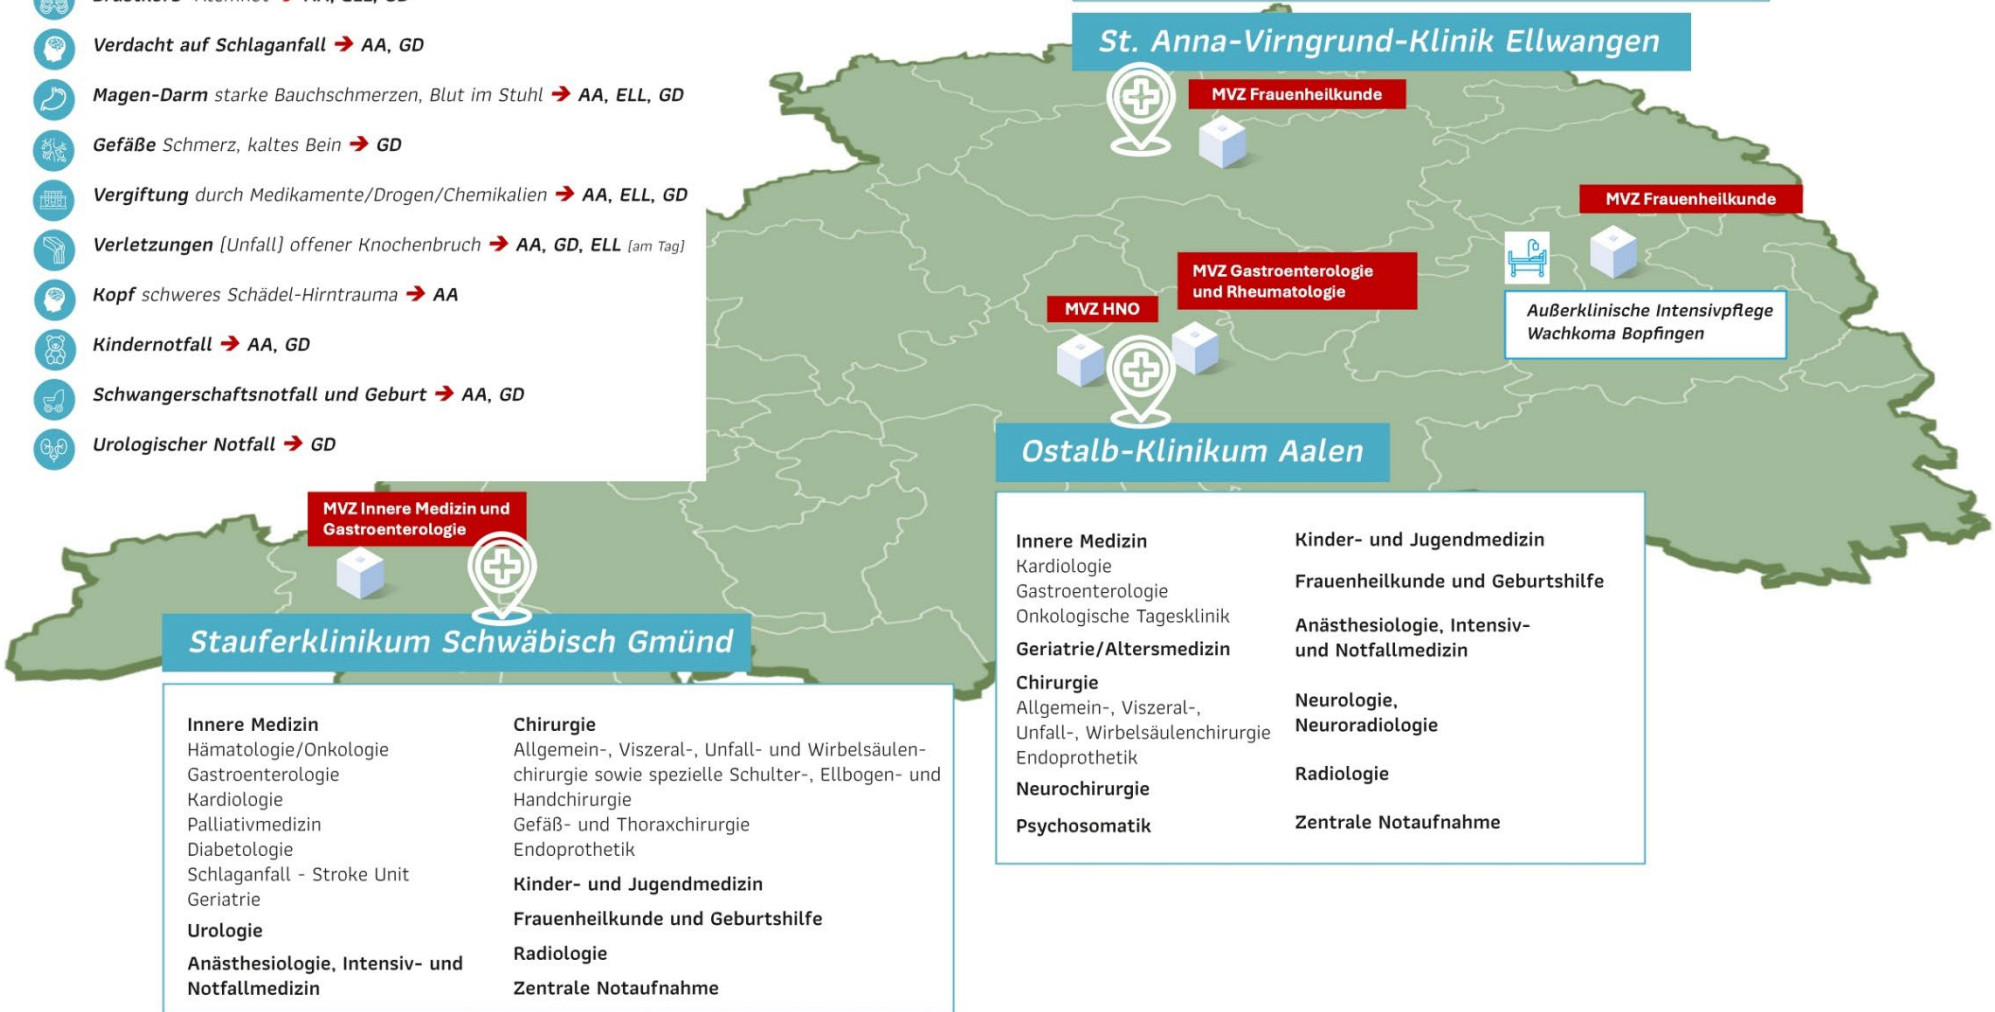 Verdacht auf Schlaganfall ➔ AA, GD
Magen-Darm starke Bauchschmerzen, Blut im Stuhl ➔ AA, ELL, GD
Gefäße Schmerz, kaltes Bein ➔ GD
Vergiftung durch Medikamente/Drogen/Chemikalien ➔ AA, ELL, GD
Verletzungen (Unfall) offener Knochenbruch ➔ AA, GD, ELL (am Tag)
Kopf schweres Schädel-Hirntrauma ➔ AA
Kindernotfall ➔ AA, GD
Schwangerschaftsnotfall und Geburt ➔ AA, GD
Urologischer Notfall ➔ GD
St. Anna-Virngrund-Klinik Ellwangen
MVZ Frauenheilkunde
MVZ Frauenheilkunde
Außerklinische Intensivpflege
Wachkoma Bopfingen
MVZ Gastroenterologie
und Rheumatologie
MVZ HNO
Ostalb-Klinikum Aalen
Innere Medizin
Kardiologie
Gastroenterologie
Onkologische Tagesklinik
Geriatrie/Altersmedizin
Chirurgie
Allgemein-, Viszeral-,
Unfall-, Wirbelsäulenchirurgie
Endoprothetik
Neurochirurgie
Psychosomatik
Kinder- und Jugendmedizin
Frauenheilkunde und Geburtshilfe
Anästhesiologie, Intensiv-
und Notfallmedizin
Neurologie,
Neuroradiologie
Radiologie
Zentrale Notaufnahme
MVZ Innere Medizin und
Gastroenterologie
Stauferklinikum Schwäbisch Gmünd
Innere Medizin
Hämatologie/Onkologie
Gastroenterologie
Kardiologie
Palliativmedizin
Diabetologie
Schlaganfall - Stroke Unit
Geriatrie
Urologie
Anästhesiologie, Intensiv- und
Notfallmedizin
Chirurgie
Allgemein-, Viszeral-, Unfall- und Wirbelsäulen-
chirurgie sowie spezielle Schulter-, Ellbogen- und
Handchirurgie
Gefäß- und Thoraxchirurgie
Endoprothetik
Kinder- und Jugendmedizin
Frauenheilkunde und Geburtshilfe
Radiologie
Zentrale Notaufnahme